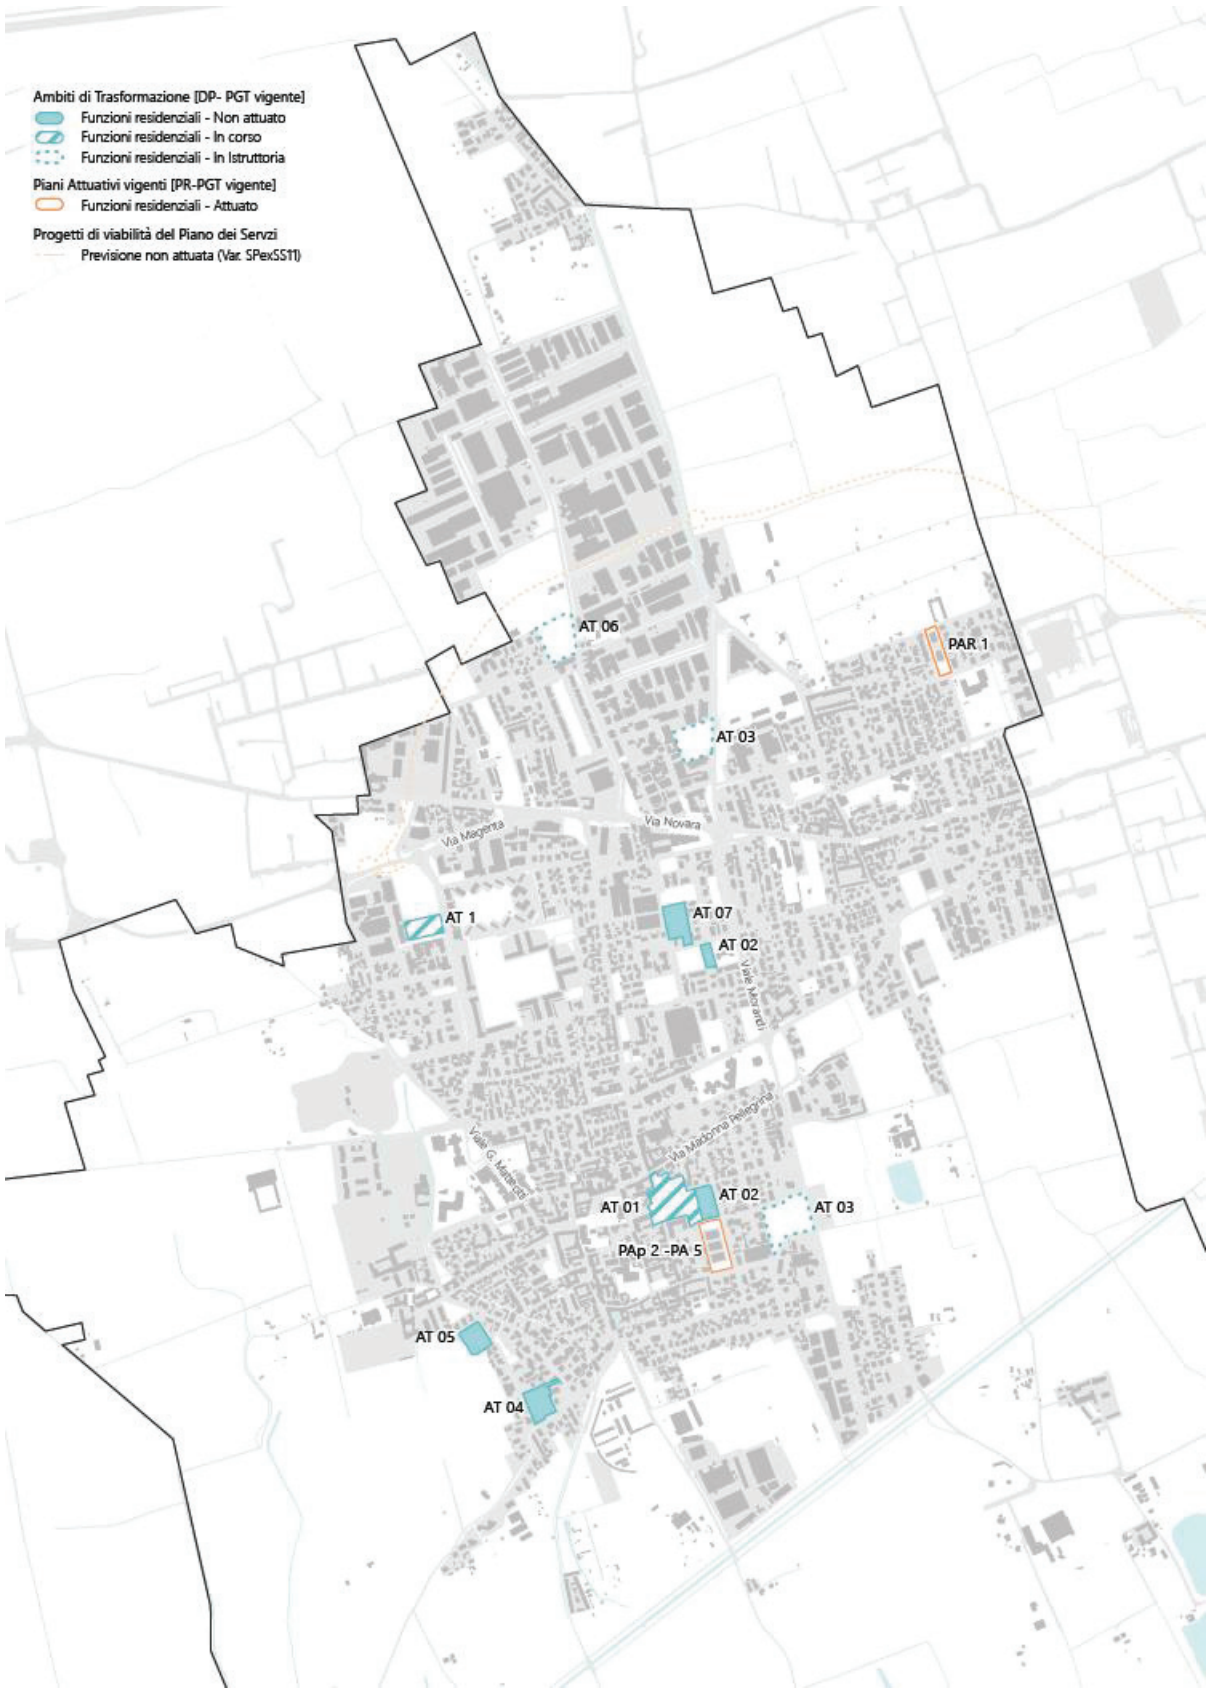 Ambiti di Trasformazione [DP- PGT vigente]
Funzioni residenziali - Non attuato
Funzioni residenziali - In corso
Funzioni residenziali - In Istruttoria
Piani Attuativi vigenti [PR-PGT vigente]
Funzioni residenziali - Attuato
Progetti di viabilità del Piano dei Servzi
Previsione non attuata (Var. SPexSS11)
AT 06
PAR 1
AT 03
Via Novara
Via Magenta
AT 07
AT 1
AT 02
Viale Morandi
Via Madonna Pellegrina
Viale G. Matteotti
AT 02
AT 01
AT 03
PAp 2 -PA 5
AT 05
AT 04